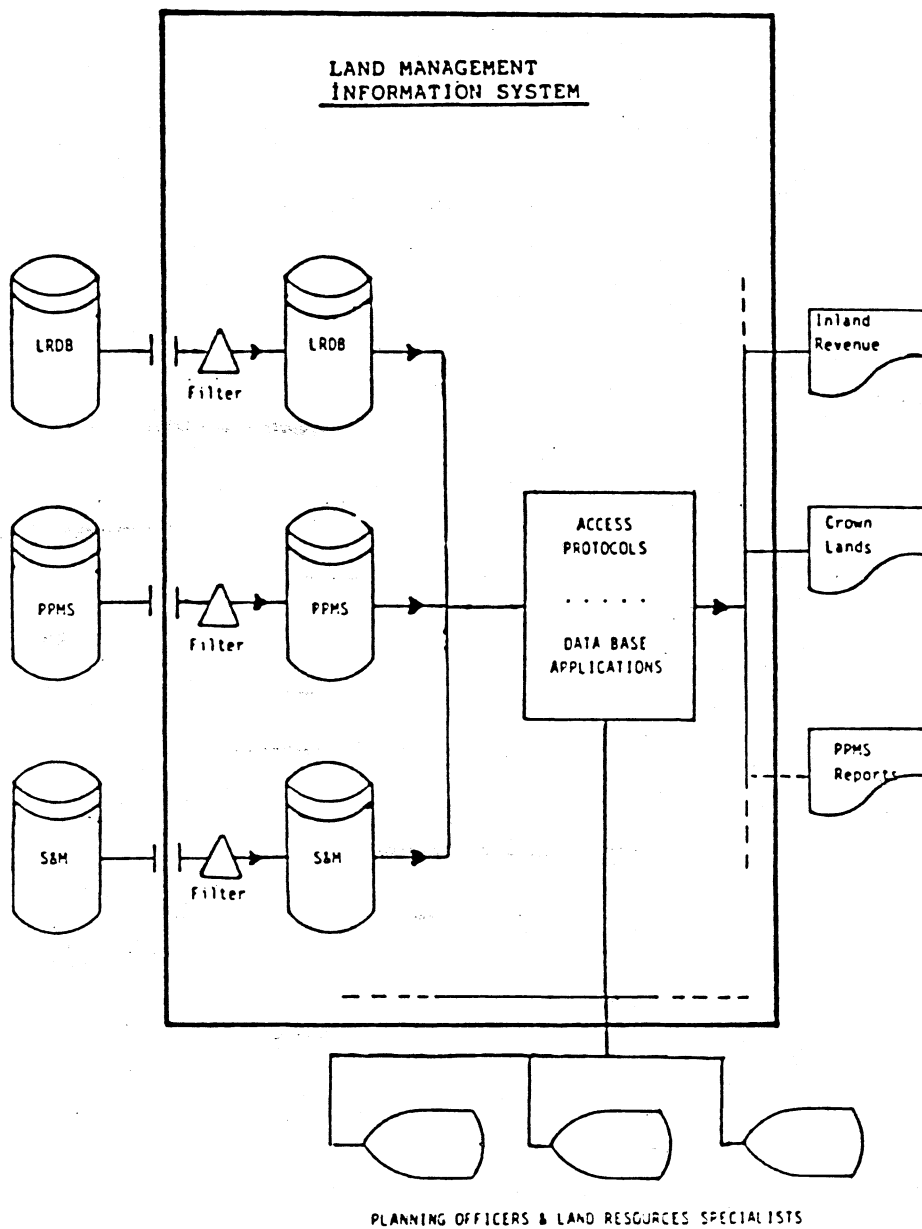 LAND MANAGEMENT
INFORMATION SYSTEM
LRDB
Filter
LRDB
Inland
Revenue
PPMS
Filter
PPMS
ACCESS
PROTOCOLS
. . . . .
DATA BASE
APPLICATIONS
Crown
Lands
S&M
Filter
S&M
PPMS
Reports
PLANNING OFFICERS & LAND RESOURCES SPECIALISTS